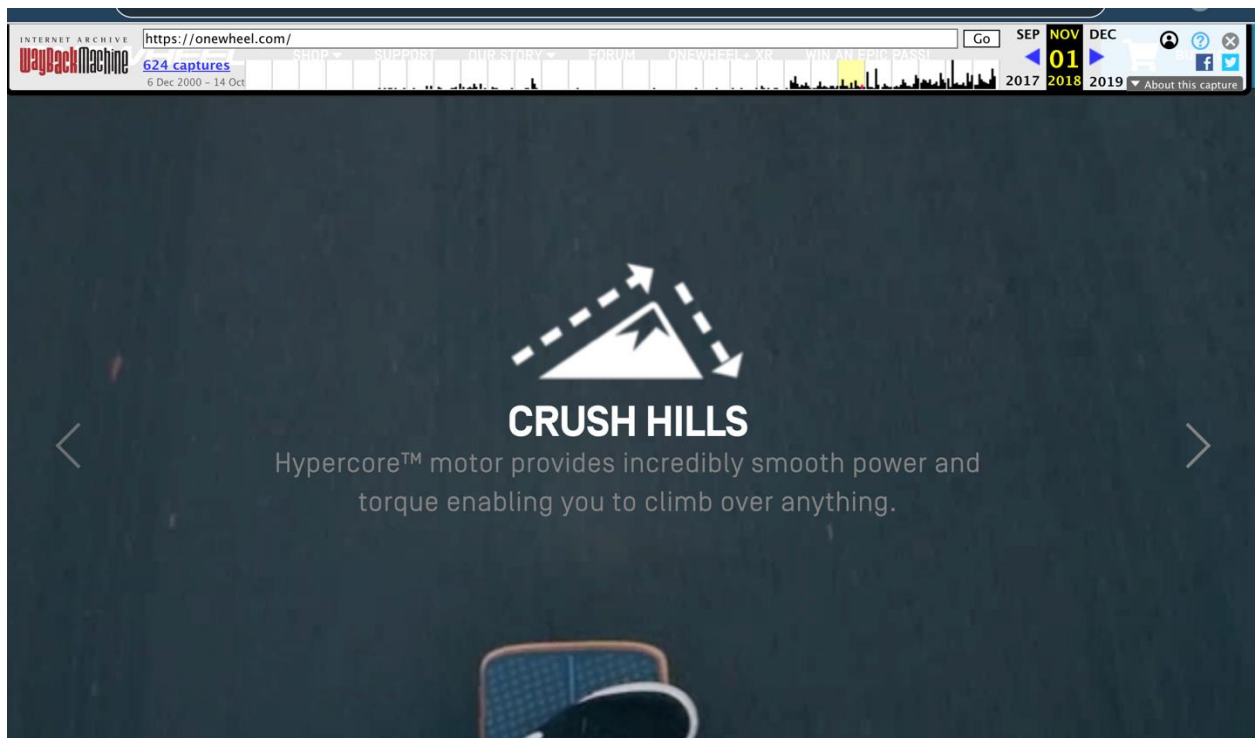 INTERNET ARCHIVE
WayBackMachine
https://onewheel.com/
Go
624 captures
6 Dec 2000 – 14 Oct
SHOP
SUPPORT
OUR STORY
FORUM
ONEWHEEL+ XR
WIN AN EPIC PASS!
SEP NOV DEC
01
2017 2018 2019
About this capture
CRUSH HILLS
Hypercore™ motor provides incredibly smooth power and
torque enabling you to climb over anything.